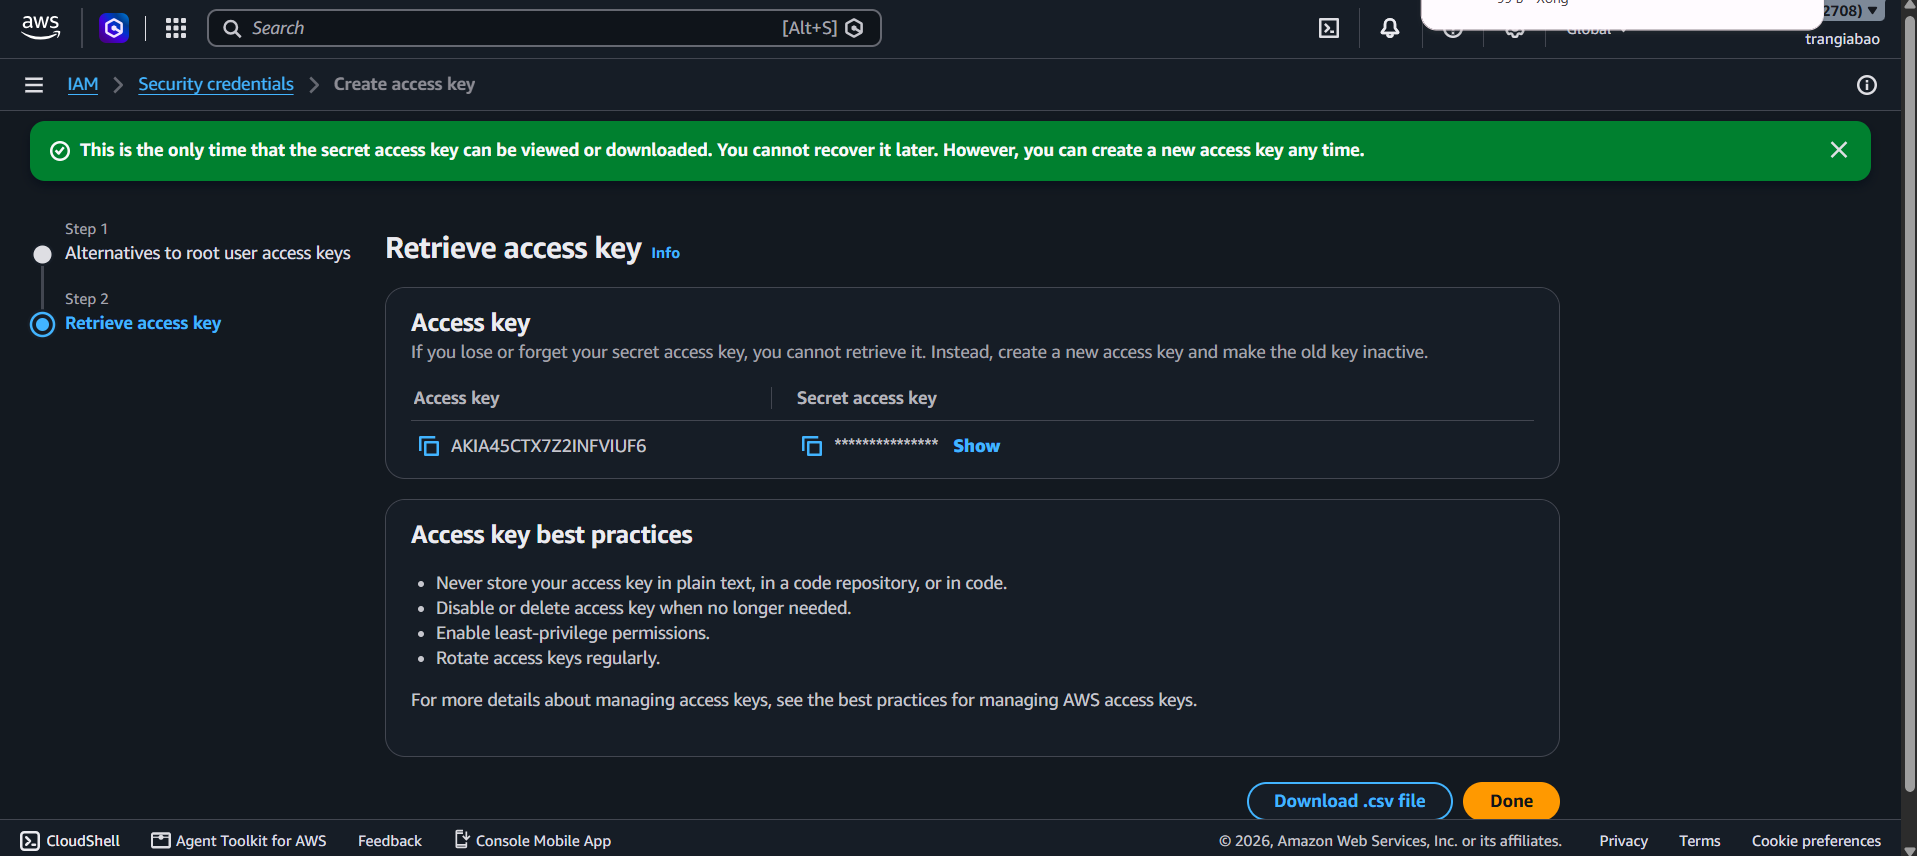 aws
Search
[Alt+S]
2708)
trangiabao
IAM
Security credentials
Create access key
This is the only time that the secret access key can be viewed or downloaded. You cannot recover it later. However, you can create a new access key any time.
Step 1
Alternatives to root user access keys
Step 2
Retrieve access key
Retrieve access key Info
Access key
If you lose or forget your secret access key, you cannot retrieve it. Instead, create a new access key and make the old key inactive.
Access key
Secret access key
AKIA45CTX7Z2INFVIUF6
*************** Show
Access key best practices
• Never store your access key in plain text, in a code repository, or in code.
• Disable or delete access key when no longer needed.
• Enable least-privilege permissions.
• Rotate access keys regularly.
For more details about managing access keys, see the best practices for managing AWS access keys.
Download .csv file
Done
CloudShell
Agent Toolkit for AWS
Feedback
Console Mobile App
© 2026, Amazon Web Services, Inc. or its affiliates.
Privacy
Terms
Cookie preferences